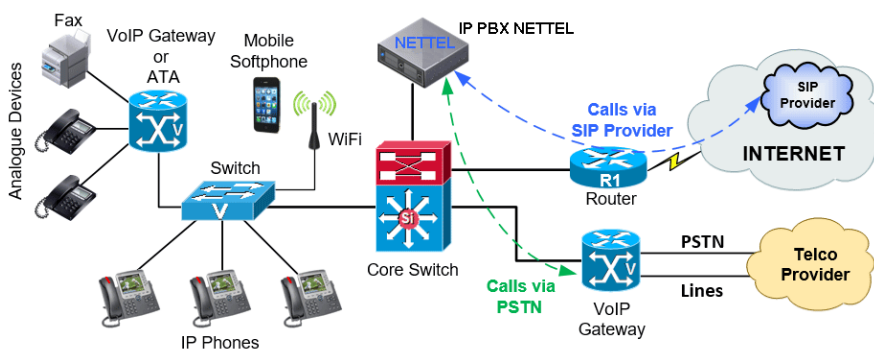 Fax
VoIP Gateway
or
ATA
Analogue Devices
Mobile
Softphone
WiFi
Switch
V
V
IP Phones
NETTEL
IP PBX NETTEL
Si
Core Switch
Calls via
SIP Provider
R1
Router
SIP
Provider
INTERNET
Calls via
PSTN
V
VoIP
Gateway
PSTN
Lines
Telco
Provider